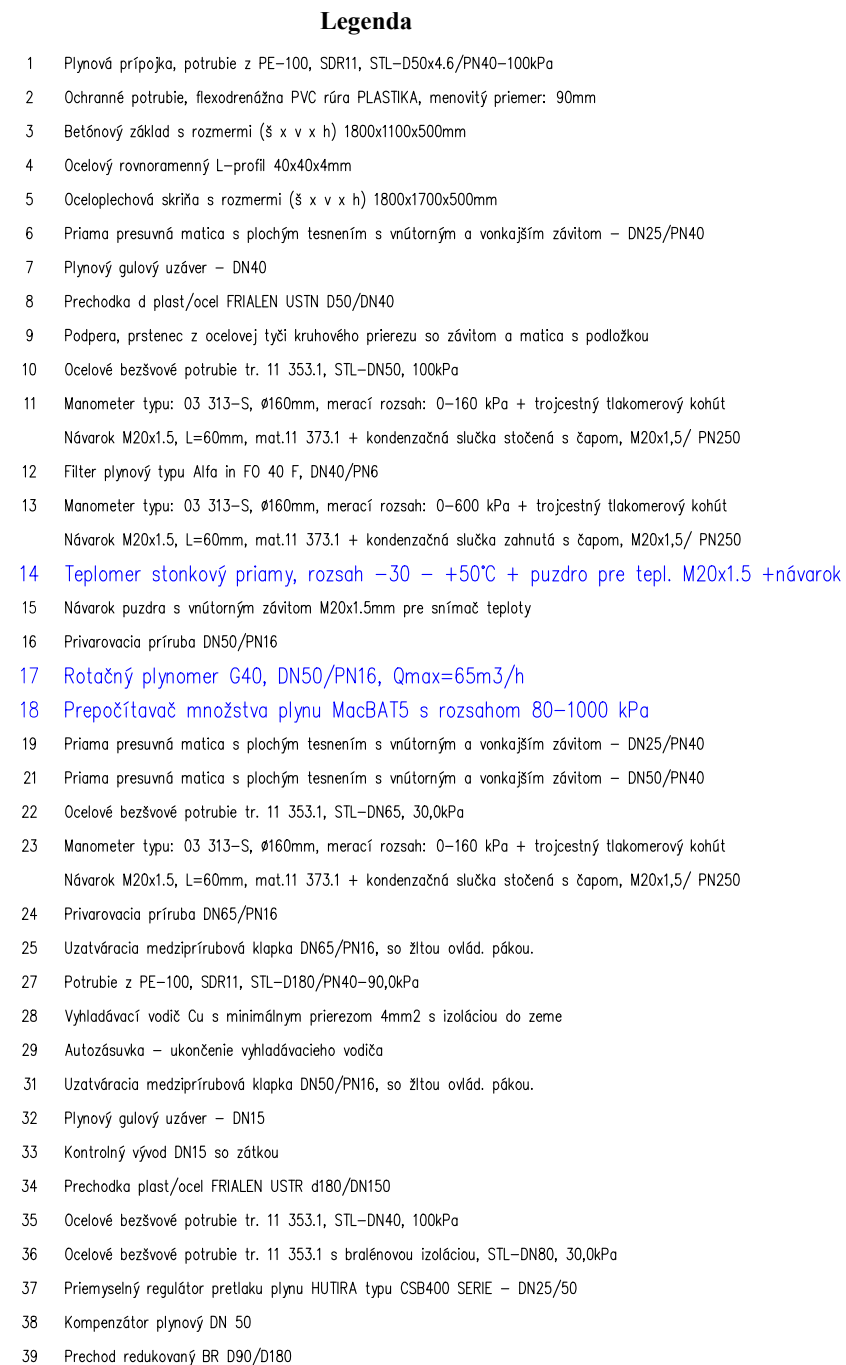 Legenda
1 Plynová prípojka, potrubie z PE-100, SDR11, STL-D50x4.6/PN40-100kPa
2 Ochranné potrubie, flexodrenážna PVC rúra PLASTIKA, menovitý priemer: 90mm
3 Betónový základ s rozmermi (š x v x h) 1800x1100x500mm
4 Ocelový rovnoramenný L-profil 40x40x4mm
5 Oceloplechová skriňa s rozmermi (š x v x h) 1800x1700x500mm
6 Priama presuvná matica s plochým tesnením s vnútorným a vonkajším závitom - DN25/PN40
7 Plynový gulový uzáver - DN40
8 Prechodka d plast/ocel FRIALEN USTN D50/DN40
9 Podpera, prstenec z ocelovej tyči kruhového prierezu so závitom a matica s podložkou
10 Ocelové bezšvové potrubie tr. 11 353.1, STL-DN50, 100kPa
11 Manometer typu: 03 313-S, ø160mm, merací rozsah: 0-160 kPa + trojcestný tlakomerový kohút
Návarok M20x1.5, L=60mm, mat.11 373.1 + kondenzačná slučka stočená s čapom, M20x1,5/ PN250
12 Filter plynový typu Alfa in FO 40 F, DN40/PN6
13 Manometer typu: 03 313-S, ø160mm, merací rozsah: 0-600 kPa + trojcestný tlakomerový kohút
Návarok M20x1.5, L=60mm, mat.11 373.1 + kondenzačná slučka zahnutá s čapom, M20x1,5/ PN250
14 Teplomer stonkový priamy, rozsah -30 - +50°C + puzdro pre tepl. M20x1.5 +návarok
15 Návarok puzdra s vnútorným závitom M20x1.5mm pre snímač teploty
16 Privarovacia príruba DN50/PN16
17 Rotačný plynomer G40, DN50/PN16, Qmax=65m3/h
18 Prepočítavač množstva plynu MacBAT5 s rozsahom 80-1000 kPa
19 Priama presuvná matica s plochým tesnením s vnútorným a vonkajším závitom - DN25/PN40
21 Priama presuvná matica s plochým tesnením s vnútorným a vonkajším závitom - DN50/PN40
22 Ocelové bezšvové potrubie tr. 11 353.1, STL-DN65, 30,0kPa
23 Manometer typu: 03 313-S, ø160mm, merací rozsah: 0-160 kPa + trojcestný tlakomerový kohút
Návarok M20x1.5, L=60mm, mat.11 373.1 + kondenzačná slučka stočená s čapom, M20x1,5/ PN250
24 Privarovacia príruba DN65/PN16
25 Uzatváracia medziprírubová klapka DN65/PN16, so žltou ovlád. pákou.
27 Potrubie z PE-100, SDR11, STL-D180/PN40-90,0kPa
28 Vyhladávací vodič Cu s minimálnym prierezom 4mm2 s izoláciou do zeme
29 Autozásuvka - ukončenie vyhladávacieho vodiča
31 Uzatváracia medziprírubová klapka DN50/PN16, so žltou ovlád. pákou.
32 Plynový gulový uzáver - DN15
33 Kontrolný vývod DN15 so zátkou
34 Prechodka plast/ocel FRIALEN USTR d180/DN150
35 Ocelové bezšvové potrubie tr. 11 353.1, STL-DN40, 100kPa
36 Ocelové bezšvové potrubie tr. 11 353.1 s bralénovou izoláciou, STL-DN80, 30,0kPa
37 Priemyselný regulátor pretlaku plynu HUTIRA typu CSB400 SERIE - DN25/50
38 Kompenzátor plynový DN 50
39 Prechod redukovaný BR D90/D180